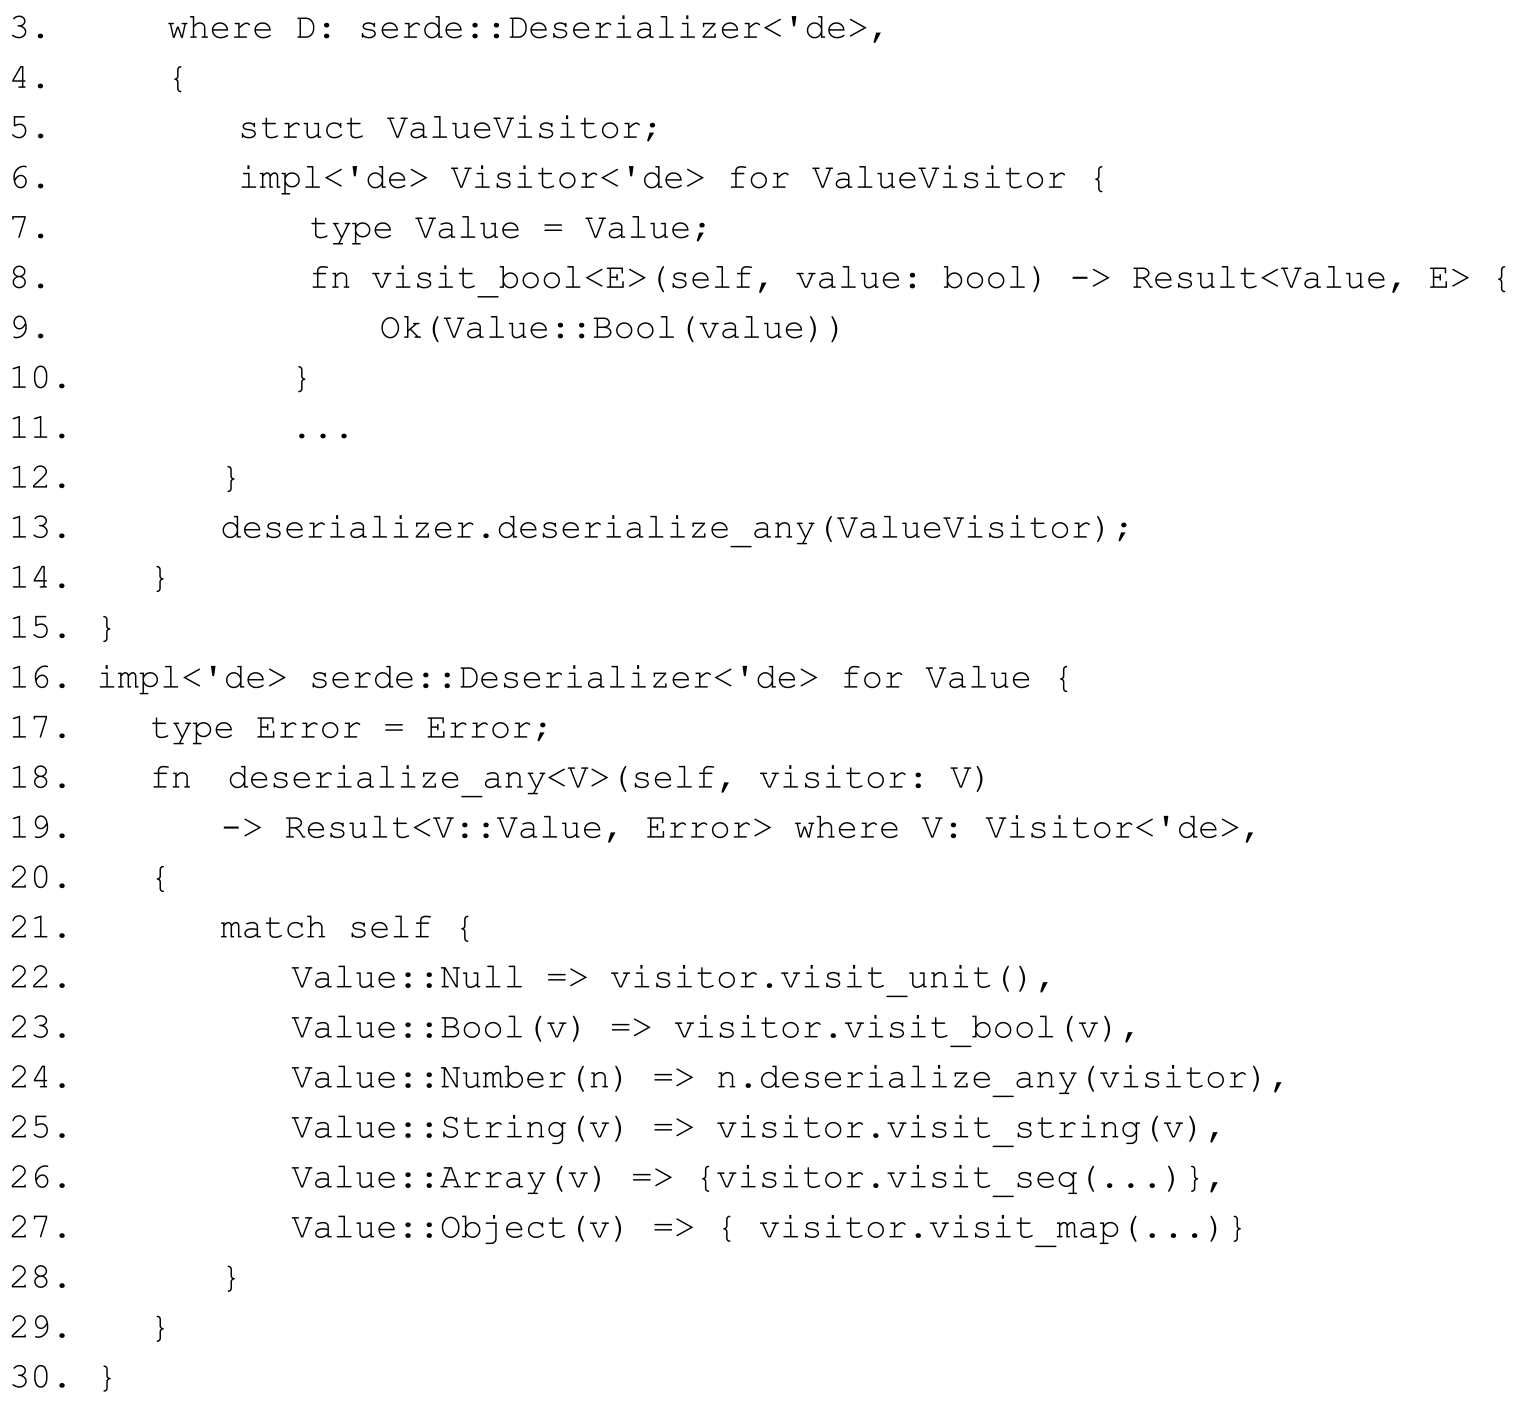 3.      where D: serde::Deserializer<'de>,
4.      {
5.          struct ValueVisitor;
6.          impl<'de> Visitor<'de> for ValueVisitor {
7.              type Value = Value;
8.              fn visit_bool<E>(self, value: bool) -> Result<Value, E> {
9.                  Ok(Value::Bool(value))
10.             }
11.             ...
12.         }
13.         deserializer.deserialize_any(ValueVisitor);
14.     }
15. }
16. impl<'de> serde::Deserializer<'de> for Value {
17.     type Error = Error;
18.     fn  deserialize_any<V>(self, visitor: V)
19.         -> Result<V::Value, Error> where V: Visitor<'de>,
20.     {
21.         match self {
22.             Value::Null => visitor.visit_unit(),
23.             Value::Bool(v) => visitor.visit_bool(v),
24.             Value::Number(n) => n.deserialize_any(visitor),
25.             Value::String(v) => visitor.visit_string(v),
26.             Value::Array(v) => {visitor.visit_seq(...)},
27.             Value::Object(v) => { visitor.visit_map(...)}
28.         }
29.     }
30. }